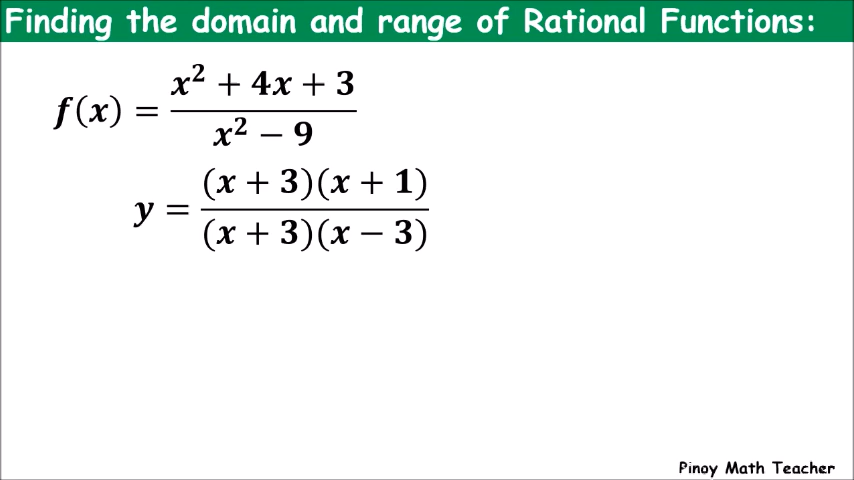 Finding the domain and range of Rational Functions:
f(x) = (x² + 4x + 3) / (x² − 9)
y = ((x + 3)(x + 1)) / ((x + 3)(x − 3))
Pinoy Math Teacher